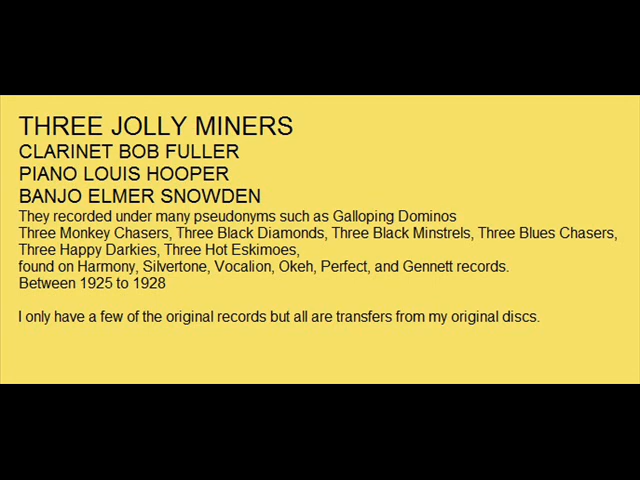 THREE JOLLY MINERS
CLARINET BOB FULLER
PIANO LOUIS HOOPER
BANJO ELMER SNOWDEN
They recorded under many pseudonyms such as Galloping Dominos
Three Monkey Chasers, Three Black Diamonds, Three Black Minstrels, Three Blues Chasers,
Three Happy Darkies, Three Hot Eskimoes,
found on Harmony, Silvertone, Vocalion, Okeh, Perfect, and Gennett records.
Between 1925 to 1928
I only have a few of the original records but all are transfers from my original discs.